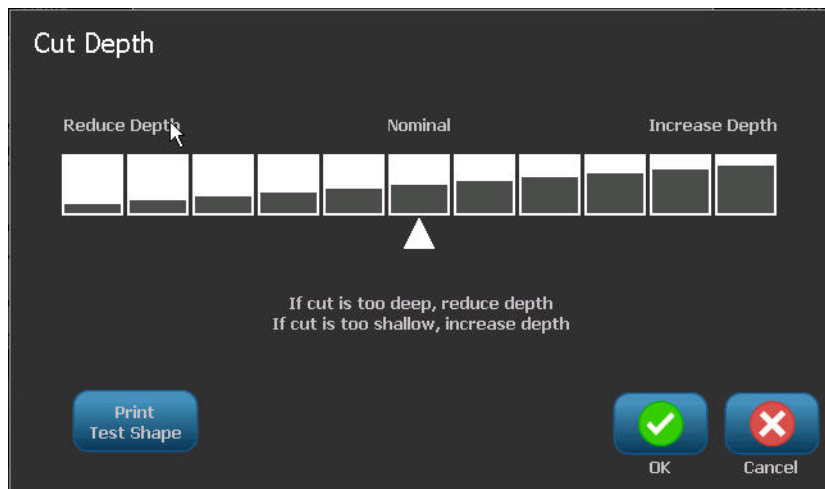 Cut Depth
Reduce Depth
Nominal
Increase Depth
If cut is too deep, reduce depth
If cut is too shallow, increase depth
Print
Test Shape
OK
Cancel